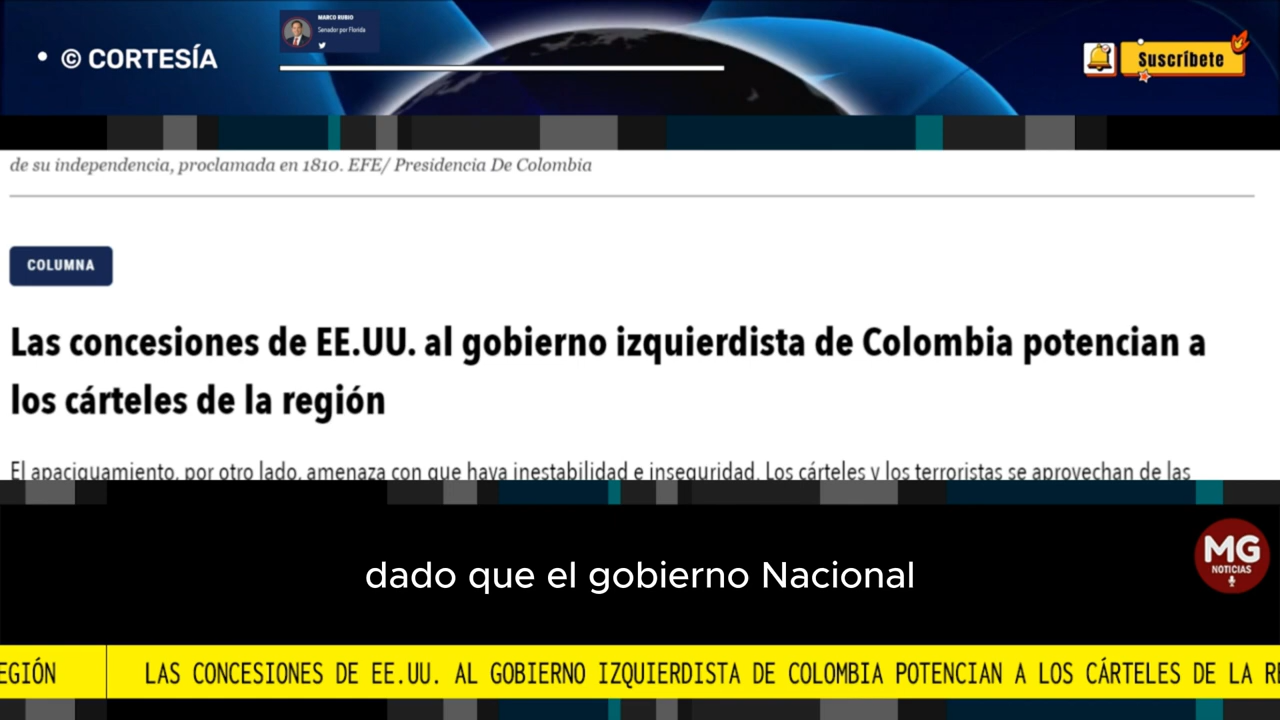 • © CORTESÍA
MARCO RUBIO
Senador por Florida
Suscríbete
de su independencia, proclamada en 1810. EFE/ Presidencia De Colombia
COLUMNA
Las concesiones de EE.UU. al gobierno izquierdista de Colombia potencian a
los cárteles de la región
El apaciguamiento, por otro lado, amenaza con que haya inestabilidad e inseguridad. Los cárteles y los terroristas se aprovechan de las
dado que el gobierno Nacional
MG
NOTICIAS
EGIÓN LAS CONCESIONES DE EE.UU. AL GOBIERNO IZQUIERDISTA DE COLOMBIA POTENCIAN A LOS CÁRTELES DE LA RE